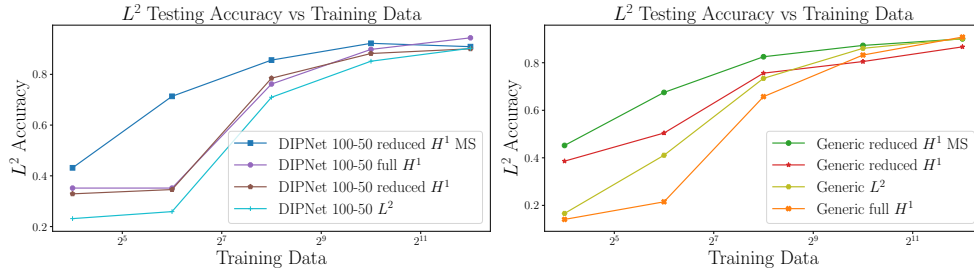 L² Testing Accuracy vs Training Data
L² Accuracy
0.8
0.6
0.4
0.2
DIPNet 100-50 reduced H¹ MS
DIPNet 100-50 full H¹
DIPNet 100-50 reduced H¹
DIPNet 100-50 L²
2⁵ 2⁷ 2⁹ 2¹¹
Training Data
L² Testing Accuracy vs Training Data
L² Accuracy
0.8
0.6
0.4
0.2
Generic reduced H¹ MS
Generic reduced H¹
Generic L²
Generic full H¹
2⁵ 2⁷ 2⁹ 2¹¹
Training Data